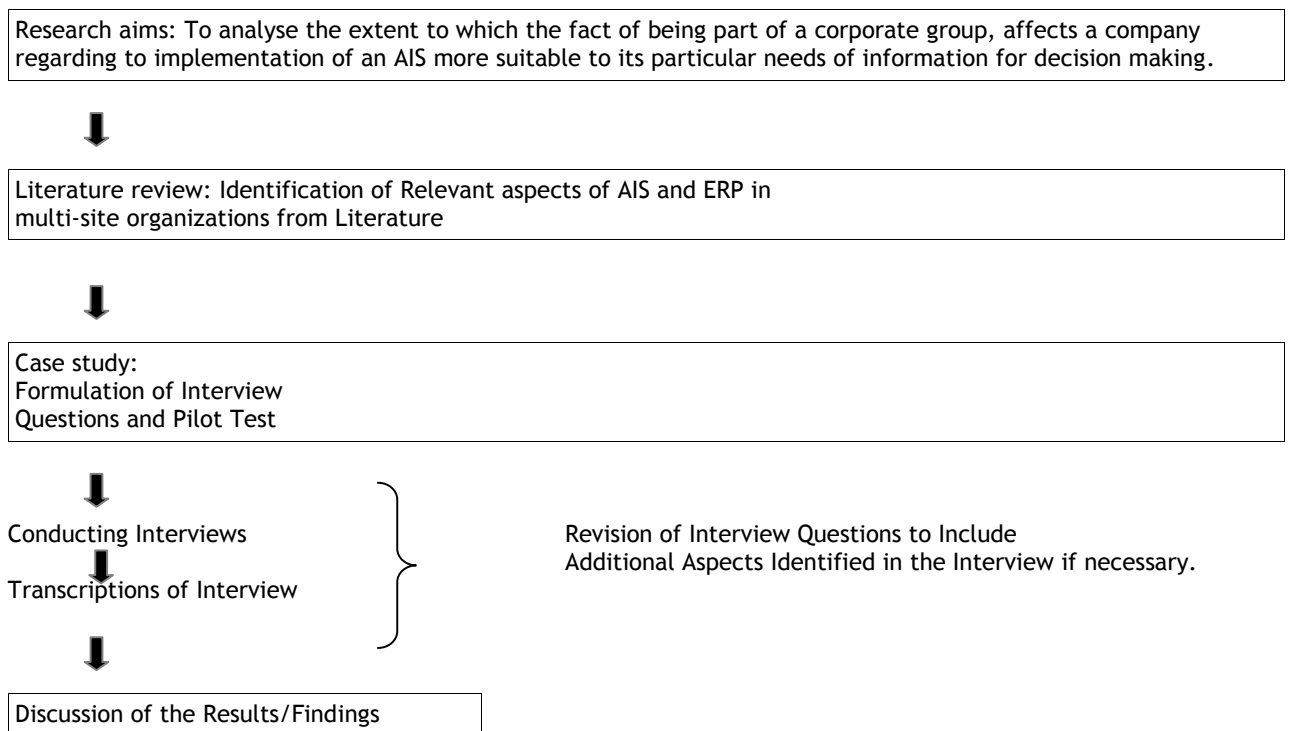 Research aims: To analyse the extent to which the fact of being part of a corporate group, affects a company
regarding to implementation of an AIS more suitable to its particular needs of information for decision making.
Literature review: Identification of Relevant aspects of AIS and ERP in
multi-site organizations from Literature
Case study:
Formulation of Interview
Questions and Pilot Test
Conducting Interviews
Transcriptions of Interview
Revision of Interview Questions to Include
Additional Aspects Identified in the Interview if necessary.
Discussion of the Results/Findings